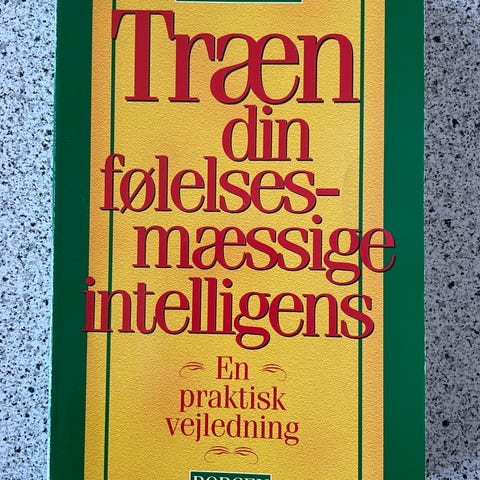 Træn
din
følelses-
mæssige
intelligens
En
praktisk
vejledning